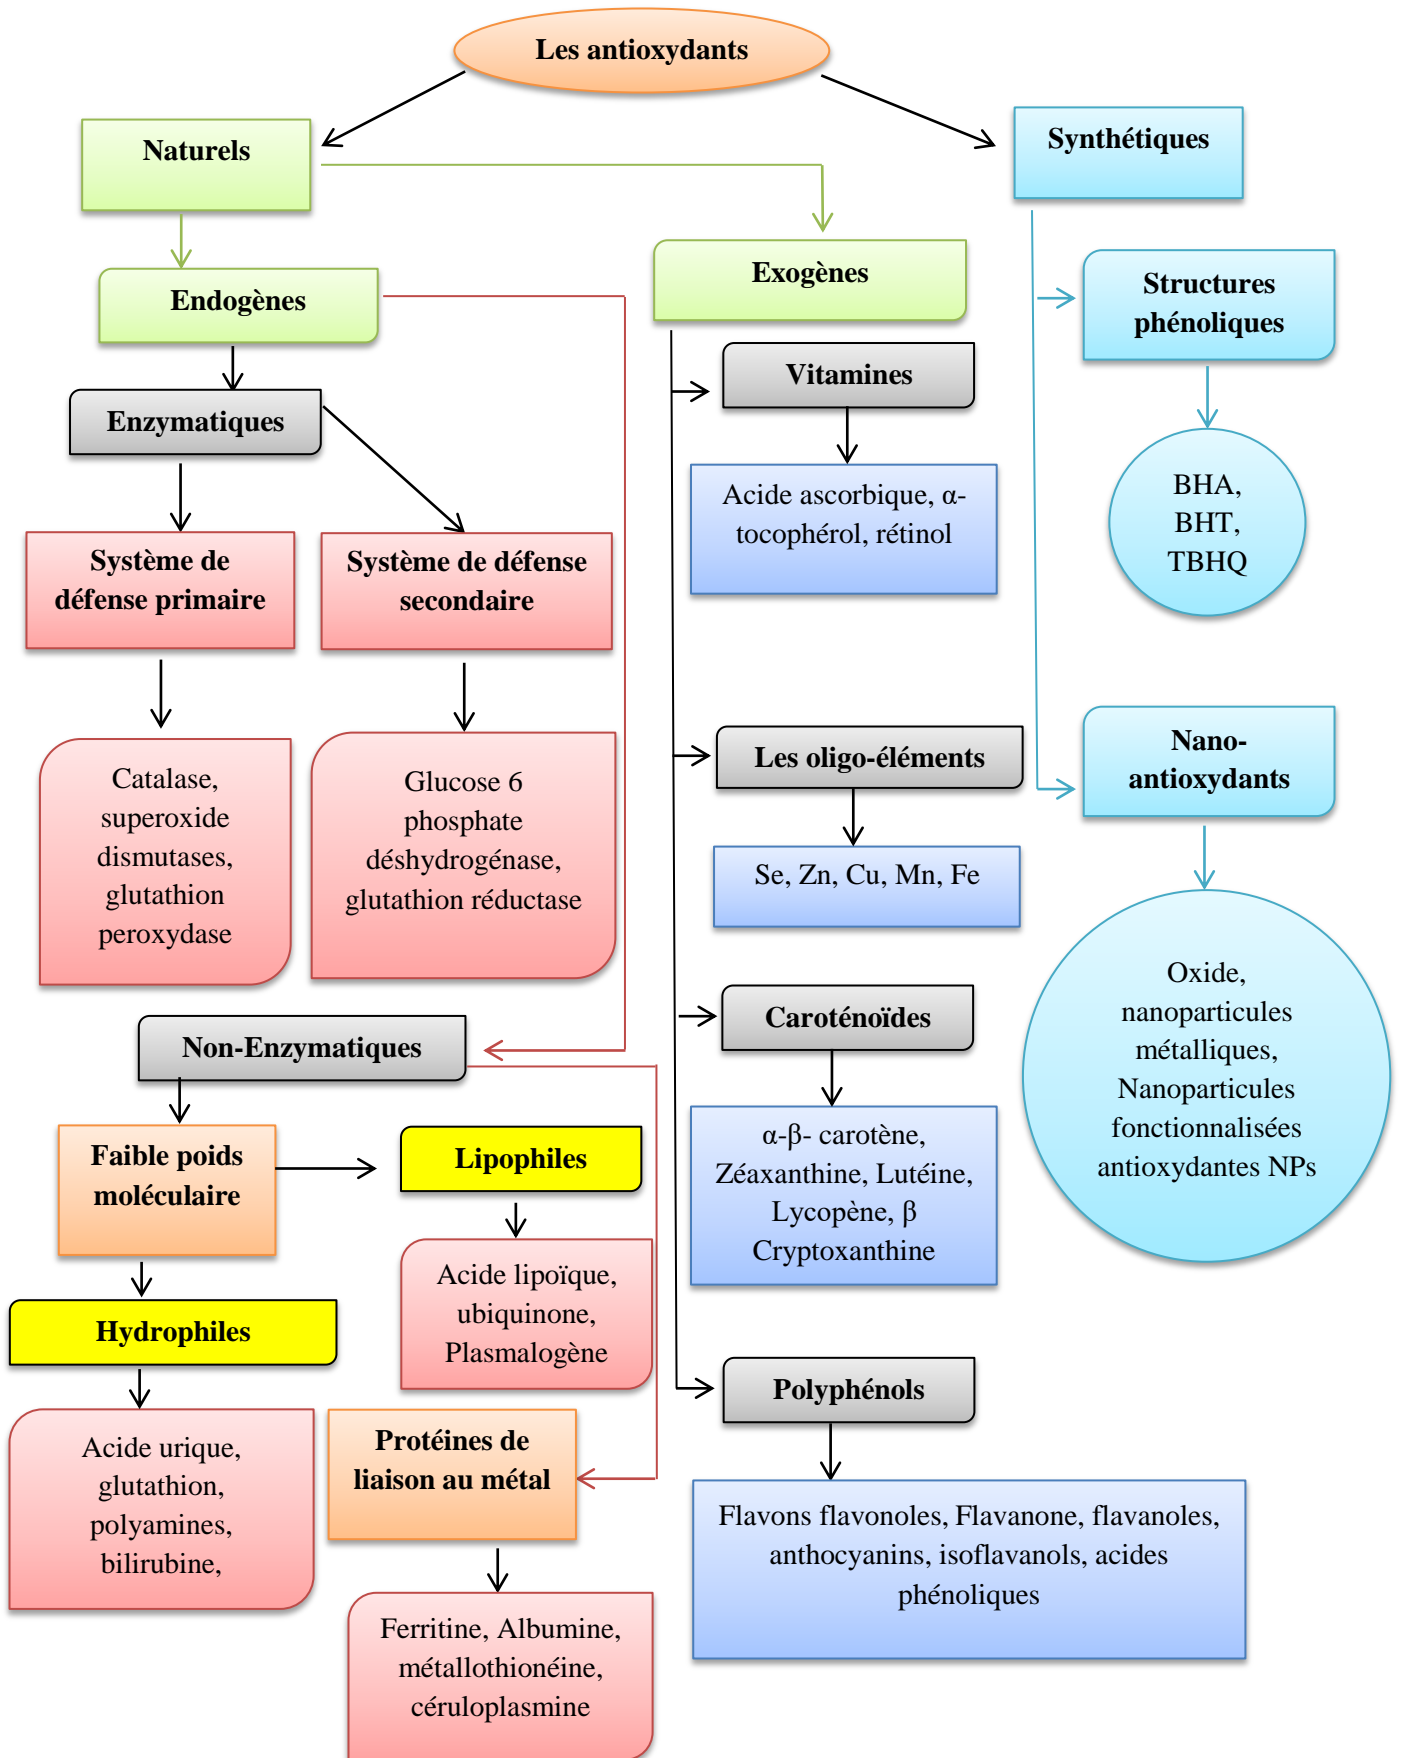 Les antioxydants
Naturels
Synthétiques
Endogènes
Exogènes
Structures
phénoliques
Enzymatiques
Vitamines
Acide ascorbique, α-
tocophérol, rétinol
BHA,
BHT,
TBHQ
Système de
défense primaire
Système de défense
secondaire
Catalase,
superoxide
dismutases,
glutathion
peroxydase
Glucose 6
phosphate
déshydrogénase,
glutathion réductase
Les oligo-éléments
Se, Zn, Cu, Mn, Fe
Nano-
antioxydants
Oxide,
nanoparticules
métalliques,
Nanoparticules
fonctionnalisées
antioxydantes NPs
Non-Enzymatiques
Caroténoïdes
α-β- carotène,
Zéaxanthine, Lutéine,
Lycopène, β
Cryptoxanthine
Faible poids
moléculaire
Lipophiles
Acide lipoïque,
ubiquinone,
Plasmalogène
Hydrophiles
Acide urique,
glutathion,
polyamines,
bilirubine,
Protéines de
liaison au métal
Ferritine, Albumine,
métallothionéine,
céruloplasmine
Polyphénols
Flavons flavonoles, Flavanone, flavanoles,
anthocyanins, isoflavanols, acides
phénoliques